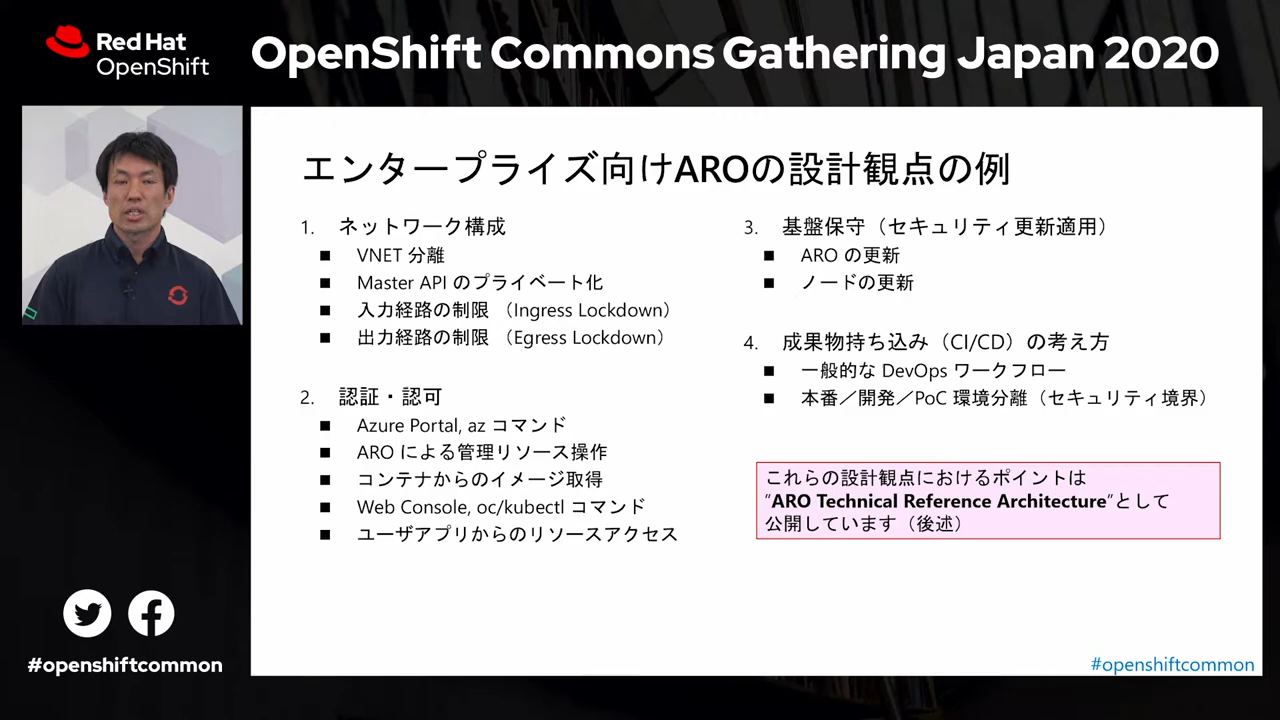 Red Hat
OpenShift
OpenShift Commons Gathering Japan 2020
エンタープライズ向けAROの設計観点の例
1. ネットワーク構成
■ VNET 分離
■ Master API のプライベート化
■ 入力経路の制限 （Ingress Lockdown）
■ 出力経路の制限 （Egress Lockdown）
2. 認証・認可
■ Azure Portal, az コマンド
■ ARO による管理リソース操作
■ コンテナからのイメージ取得
■ Web Console, oc/kubectl コマンド
■ ユーザアプリからのリソースアクセス
3. 基盤保守（セキュリティ更新適用）
■ ARO の更新
■ ノードの更新
4. 成果物持ち込み（CI/CD）の考え方
■ 一般的な DevOps ワークフロー
■ 本番／開発／PoC 環境分離（セキュリティ境界）
これらの設計観点におけるポイントは
"ARO Technical Reference Architecture"として
公開しています（後述）
#openshiftcommon
#openshiftcommon